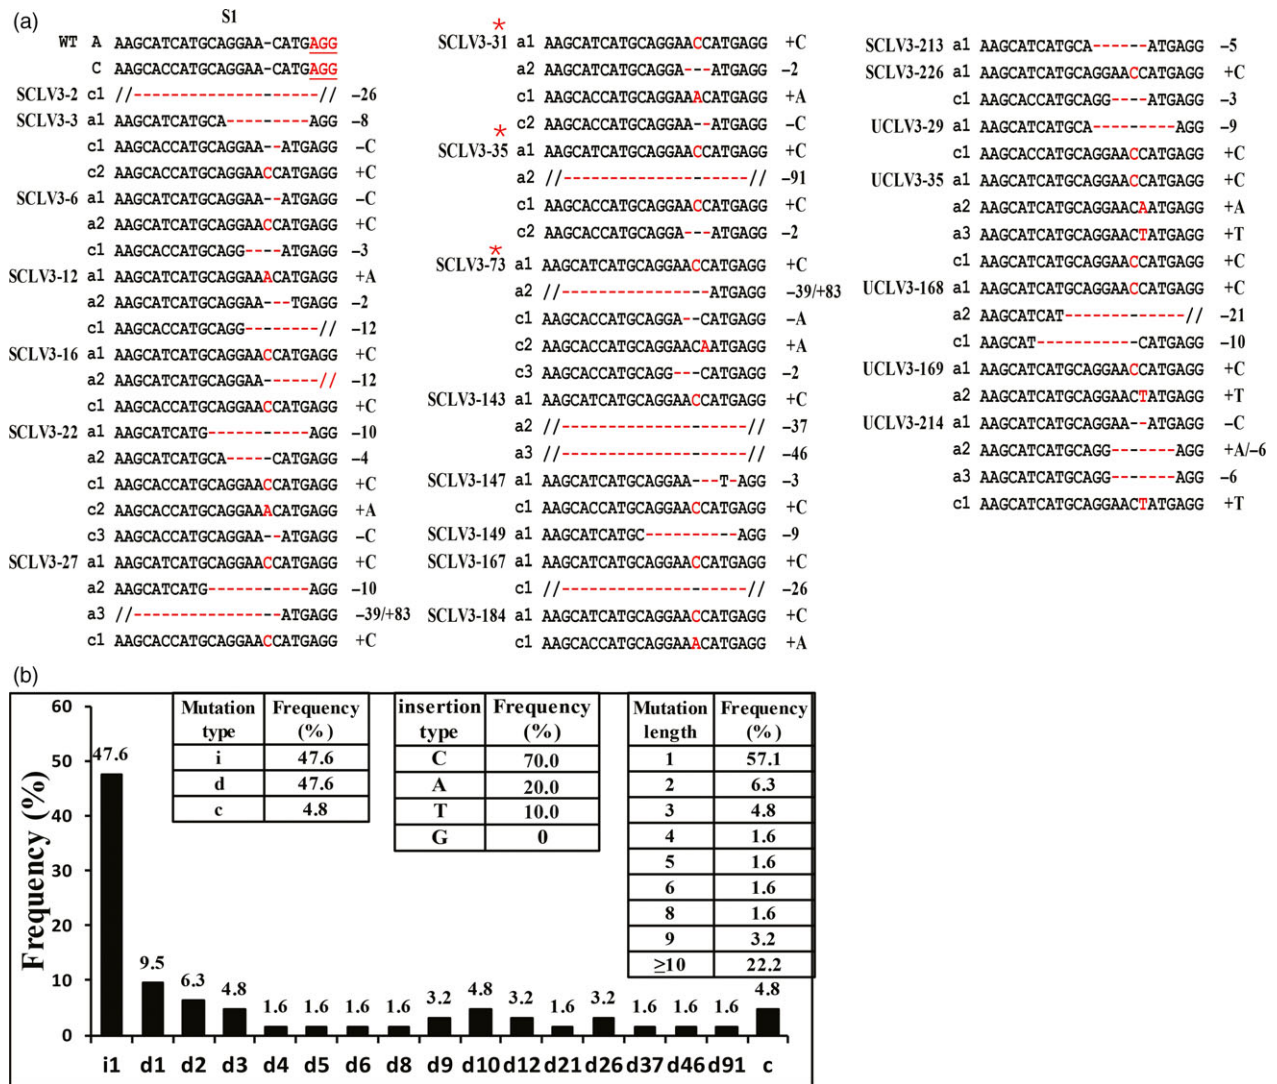 (a)
S1
WT A AAGCATCATGCAGGAA-CATGAGG
C AAGCACCATGCAGGAA-CATGAGG
SCLV3-2 c1 //--------------------// −26
SCLV3-3 a1 AAGCATCATGCA---------AGG −8
c1 AAGCACCATGCAGGAA--ATGAGG −C
c2 AAGCACCATGCAGGAACCATGAGG +C
SCLV3-6 a1 AAGCATCATGCAGGAA--ATGAGG −C
a2 AAGCATCATGCAGGAACCATGAGG +C
c1 AAGCACCATGCAGG----ATGAGG −3
SCLV3-12 a1 AAGCATCATGCAGGAAACATGAGG +A
a2 AAGCATCATGCAGGAA---TGAGG −2
c1 AAGCACCATGCAGG--------// −12
SCLV3-16 a1 AAGCATCATGCAGGAACCATGAGG +C
a2 AAGCATCATGCAGGAA------// −12
c1 AAGCACCATGCAGGAACCATGAGG +C
SCLV3-22 a1 AAGCATCATG-----------AGG −10
a2 AAGCATCATGCA-----CATGAGG −4
c1 AAGCACCATGCAGGAACCATGAGG +C
c2 AAGCACCATGCAGGAAACATGAGG +A
c3 AAGCACCATGCAGGAA--ATGAGG −C
SCLV3-27 a1 AAGCATCATGCAGGAACCATGAGG +C
a2 AAGCATCATG-----------AGG −10
a3 //----------------ATGAGG −39/+83
c1 AAGCACCATGCAGGAACCATGAGG +C
*
SCLV3-31 a1 AAGCATCATGCAGGAACCATGAGG +C
a2 AAGCATCATGCAGGA---ATGAGG −2
c1 AAGCACCATGCAGGAAACATGAGG +A
c2 AAGCACCATGCAGGAA--ATGAGG −C
*
SCLV3-35 a1 AAGCATCATGCAGGAACCATGAGG +C
a2 //--------------------// −91
c1 AAGCACCATGCAGGAACCATGAGG +C
c2 AAGCACCATGCAGGA---ATGAGG −2
*
SCLV3-73 a1 AAGCATCATGCAGGAACCATGAGG +C
a2 //----------------ATGAGG −39/+83
c1 AAGCACCATGCAGGA--CATGAGG −A
c2 AAGCACCATGCAGGAACAATGAGG +A
c3 AAGCACCATGCAGG---CATGAGG −2
SCLV3-143 a1 AAGCATCATGCAGGAACCATGAGG +C
a2 //--------------------// −37
a3 //--------------------// −46
SCLV3-147 a1 AAGCATCATGCAGGAA---T-AGG −3
c1 AAGCACCATGCAGGAACCATGAGG +C
SCLV3-149 a1 AAGCATCATGC----------AGG −9
SCLV3-167 a1 AAGCATCATGCAGGAACCATGAGG +C
c1 //--------------------// −26
SCLV3-184 a1 AAGCATCATGCAGGAACCATGAGG +C
c1 AAGCACCATGCAGGAAACATGAGG +A
SCLV3-213 a1 AAGCATCATGCA------ATGAGG −5
SCLV3-226 a1 AAGCATCATGCAGGAACCATGAGG +C
c1 AAGCACCATGCAGG----ATGAGG −3
UCLV3-29 a1 AAGCATCATGCA---------AGG −9
c1 AAGCACCATGCAGGAACCATGAGG +C
UCLV3-35 a1 AAGCATCATGCAGGAACCATGAGG +C
a2 AAGCATCATGCAGGAACAATGAGG +A
a3 AAGCATCATGCAGGAACTATGAGG +T
c1 AAGCACCATGCAGGAACCATGAGG +C
UCLV3-168 a1 AAGCATCATGCAGGAACCATGAGG +C
a2 AAGCATCAT-------------// −21
c1 AAGCAT-----------CATGAGG −10
UCLV3-169 a1 AAGCATCATGCAGGAACCATGAGG +C
a2 AAGCATCATGCAGGAACTATGAGG +T
UCLV3-214 a1 AAGCATCATGCAGGAA--ATGAGG −C
a2 AAGCATCATGCAGG-------AGG +A/−6
a3 AAGCATCATGCAGG-------AGG −6
c1 AAGCATCATGCAGGAACTATGAGG +T
(b)
Frequency (%)
60
50
40
30
20
10
0
47.6 9.5 6.3 4.8 1.6 1.6 1.6 1.6 3.2 4.8 3.2 1.6 3.2 1.6 1.6 1.6 4.8
i1 d1 d2 d3 d4 d5 d6 d8 d9 d10 d12 d21 d26 d37 d46 d91 c
Mutation type Frequency (%)
i 47.6
d 47.6
c 4.8
insertion type Frequency (%)
C 70.0
A 20.0
T 10.0
G 0
Mutation length Frequency (%)
1 57.1
2 6.3
3 4.8
4 1.6
5 1.6
6 1.6
8 1.6
9 3.2
≥10 22.2